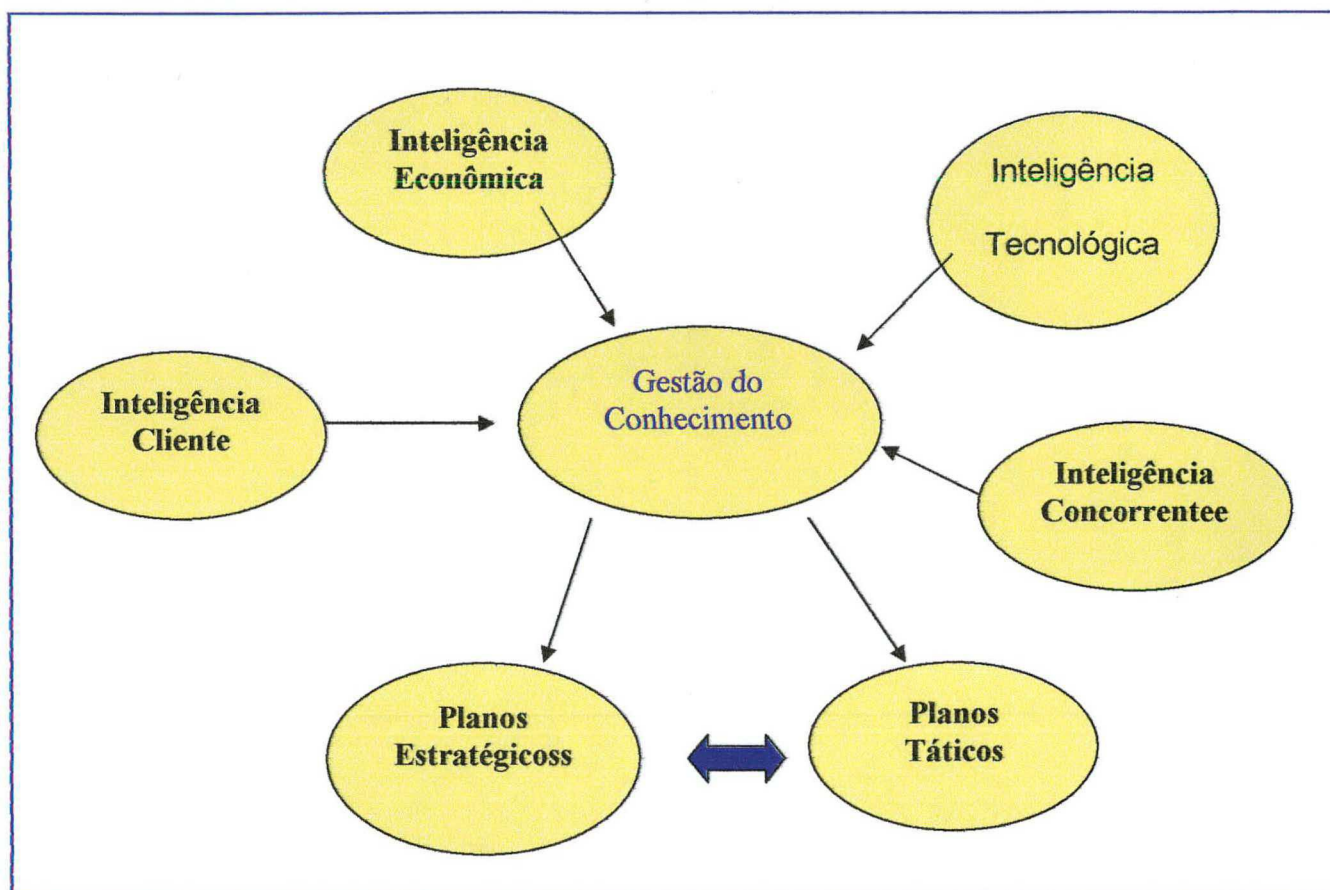 Inteligência
Econômica
Inteligência
Tecnológica
Inteligência
Cliente
Gestão do
Conhecimento
Inteligência
Concorrentee
Planos
Estratégicoss
Planos
Táticos